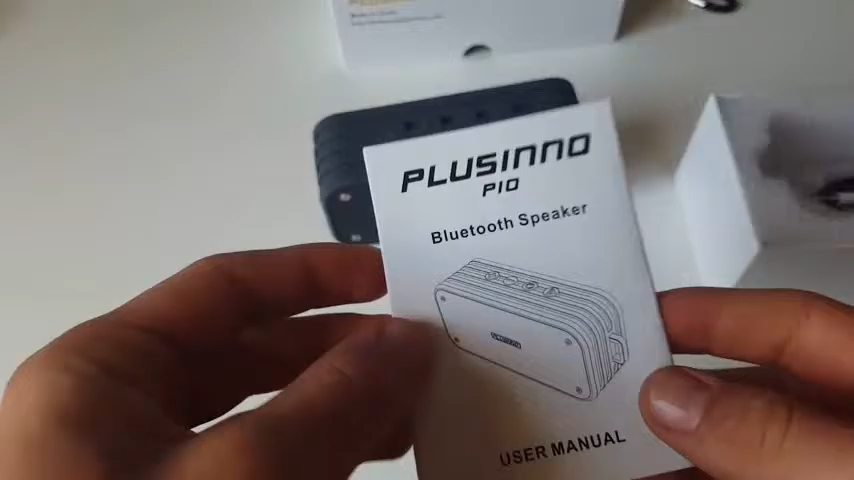 PLUSINNO
P10
Bluetooth Speaker
PLUSINNO
USER MANUAL